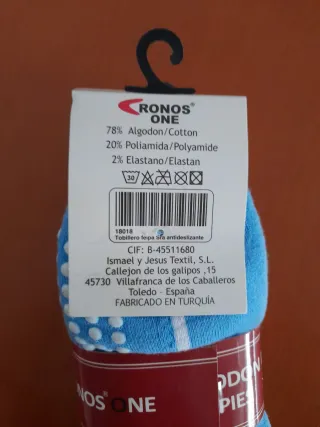 CRONOS®
ONE
78% Algodon/Cotton
20% Poliamida/Polyamide
2% Elastano/Elastan
30
18018
Tobillero felpa Sra antideslizante
CIF: B-45511680
Ismael y Jesus Textil, S.L.
Callejon de los galipos ,15
45730 Villafranca de los Caballeros
Toledo - España
FABRICADO EN TURQUÍA
NOS® ONE
ODON
PIES